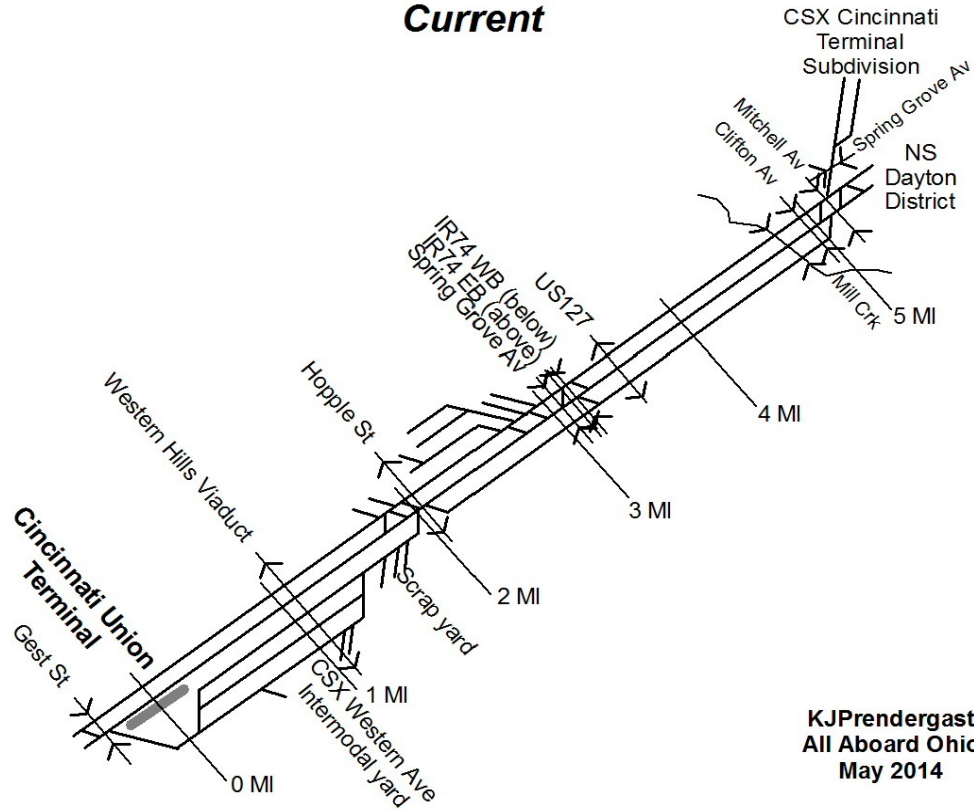 Current
CSX Cincinnati
Terminal
Subdivision
Spring Grove Av
Mitchell Av
Clifton Av
NS
Dayton
District
Mill Crk
5 MI
US127
IR74 WB (below)
IR74 EB (above)
Spring Grove Av
4 MI
Hopple St
3 MI
Western Hills Viaduct
2 MI
Scrap yard
Cincinnati Union
Terminal
Gest St
1 MI
CSX Western Ave
Intermodal yard
0 MI
KJPrendergast
All Aboard Ohio
May 2014